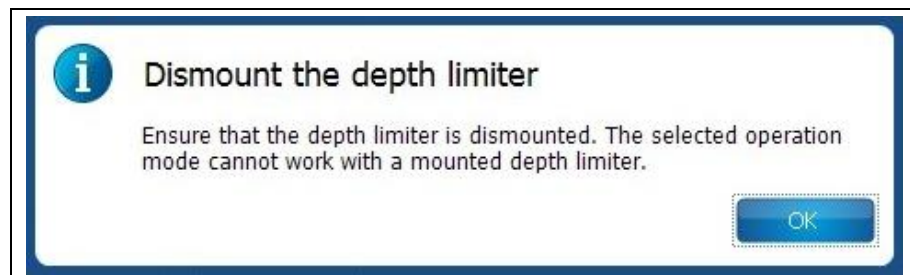 Dismount the depth limiter
Ensure that the depth limiter is dismounted. The selected operation
mode cannot work with a mounted depth limiter.
OK